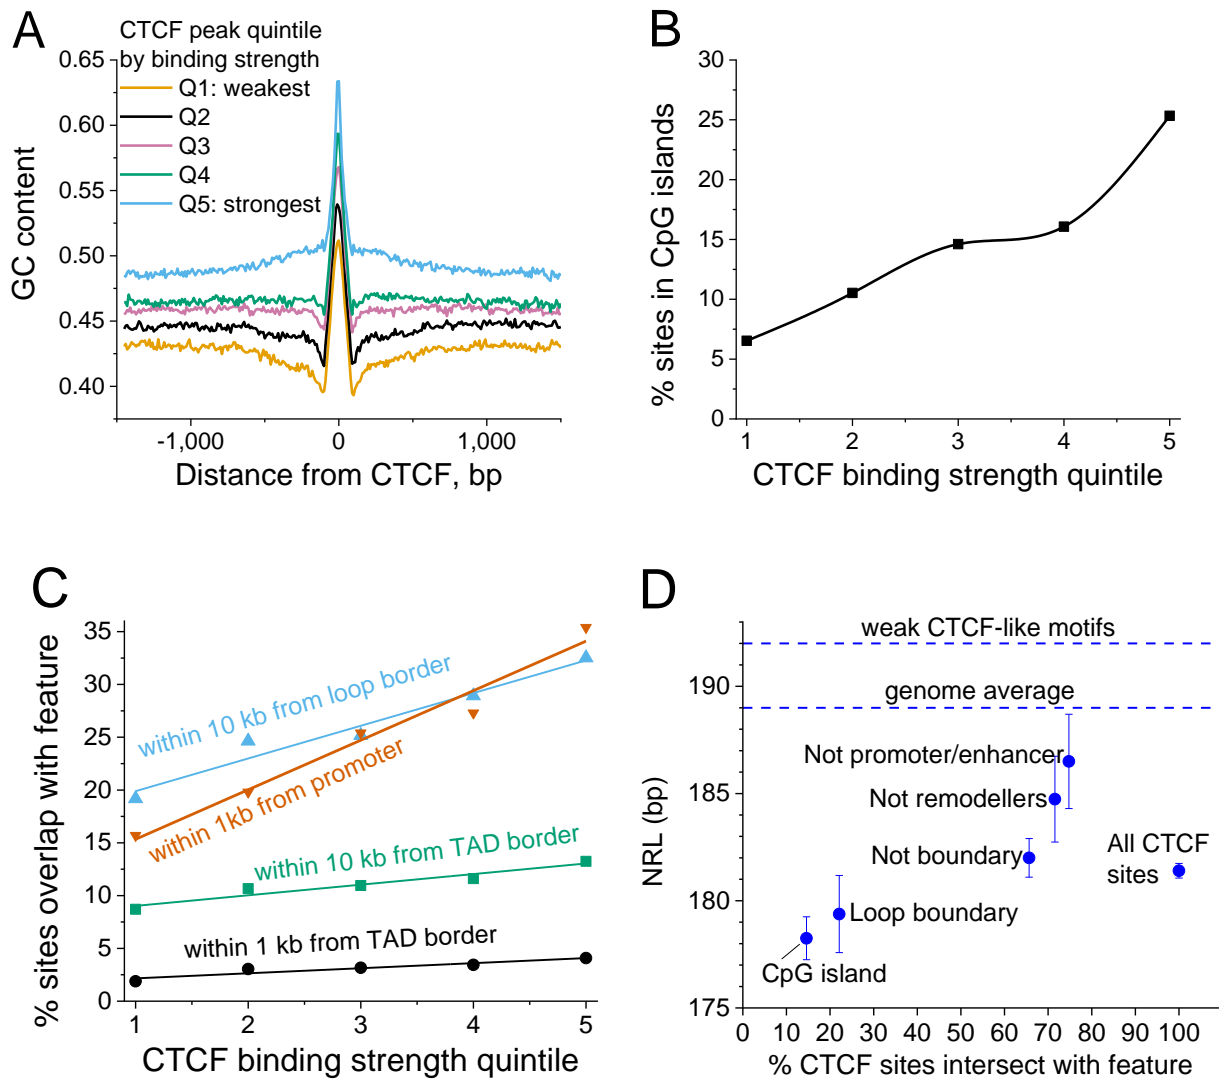 A
CTCF peak quintile
by binding strength
Q1: weakest
Q2
Q3
Q4
Q5: strongest
GC content
0.65
0.60
0.55
0.50
0.45
0.40
-1,000
0
1,000
Distance from CTCF, bp
B
% sites in CpG islands
30
25
20
15
10
5
0
1
2
3
4
5
CTCF binding strength quintile
C
% sites overlap with feature
35
30
25
20
15
10
5
0
within 10 kb from loop border
within 1kb from promoter
within 10 kb from TAD border
within 1 kb from TAD border
1
2
3
4
5
CTCF binding strength quintile
D
NRL (bp)
190
185
180
175
weak CTCF-like motifs
genome average
Not promoter/enhancer
Not remodellers
Not boundary
All CTCF
sites
Loop boundary
CpG island
0
10
20
30
40
50
60
70
80
90
100
% CTCF sites intersect with feature